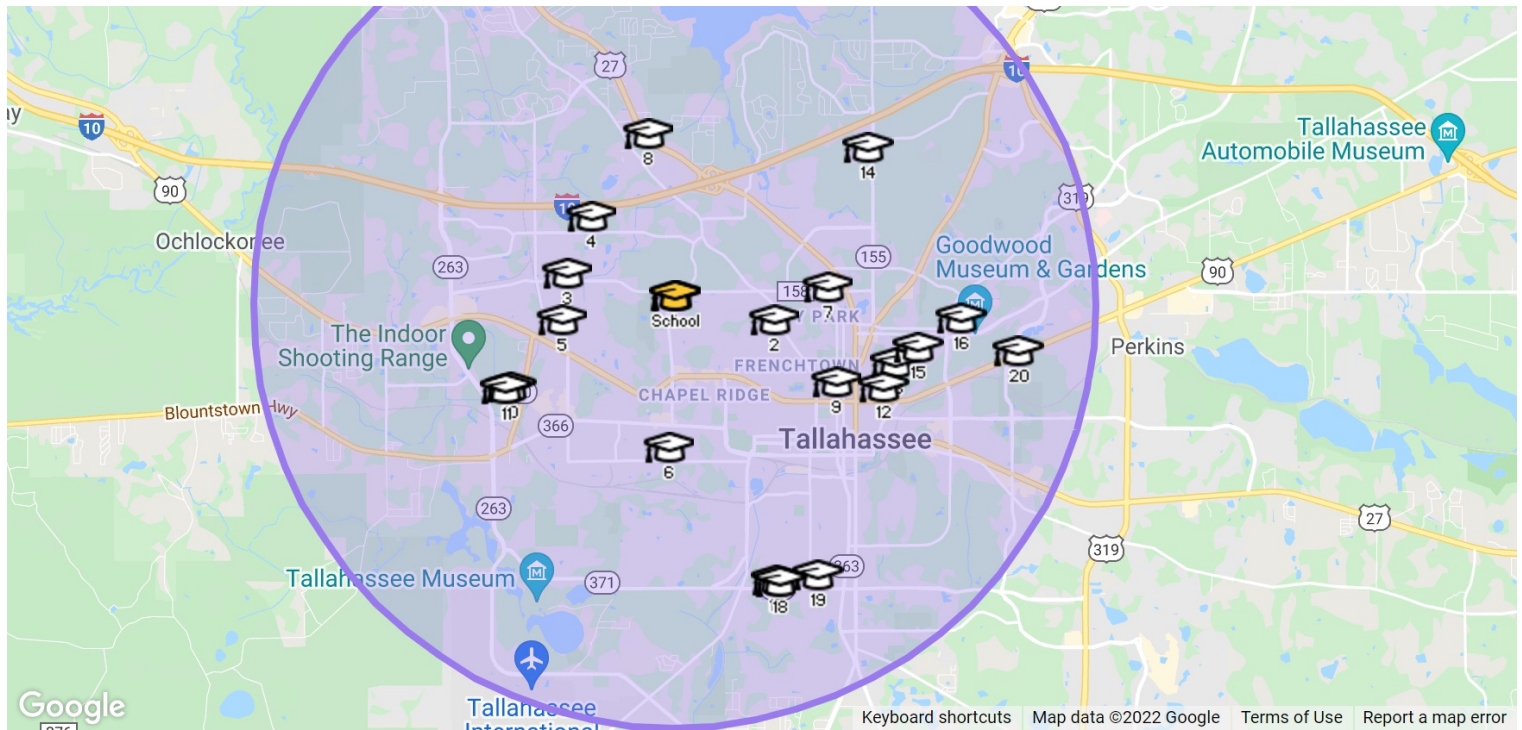 27
10
10
ay
8
Tallahassee
Automobile Museum
14
90
319
4
Ochlockonee
Goodwood
Museum & Gardens
155
263
90
3
158
7
School
The Indoor
Shooting Range
5
2
16
Perkins
FRENCHTOWN
15
20
CHAPEL RIDGE
9
12
11
Blountstown Hwy
366
Tallahassee
6
263
27
319
Tallahassee Museum
371
363
18
19
Tallahassee
International
Google
Keyboard shortcuts
Map data ©2022 Google
Terms of Use
Report a map error